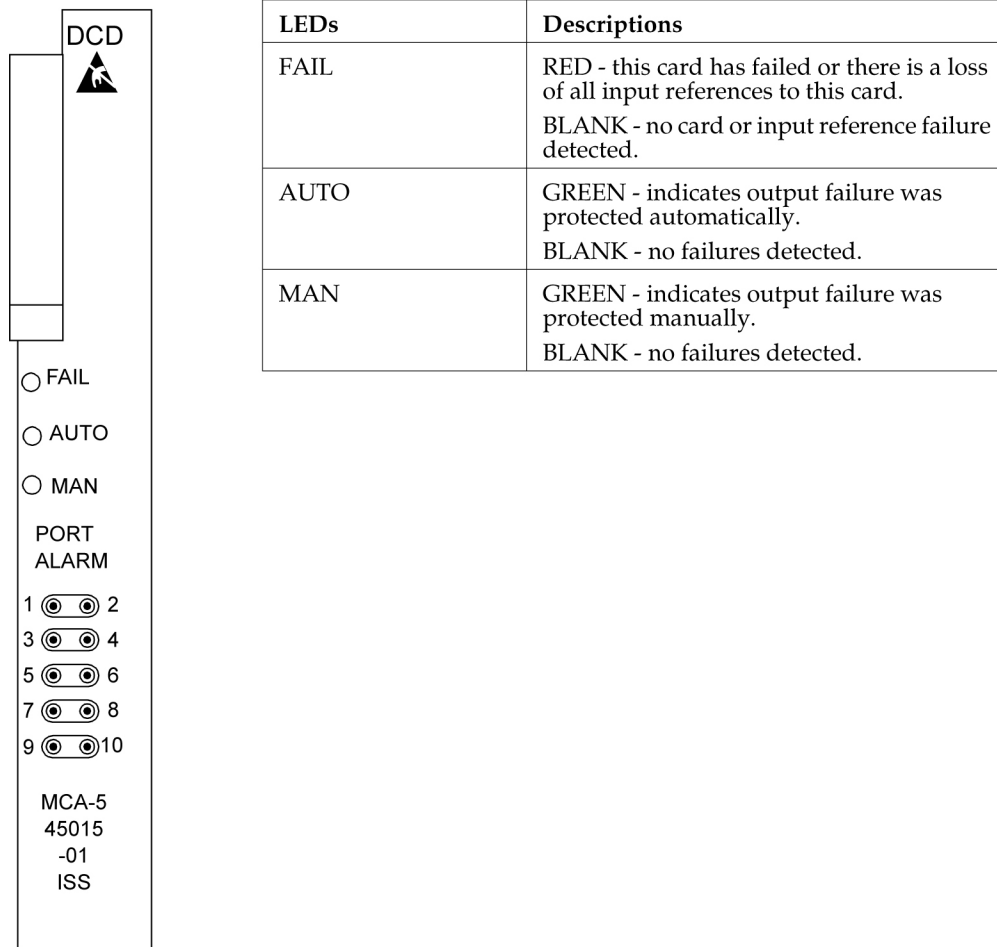 DCD
FAIL
AUTO
MAN
PORT
ALARM
1 2
3 4
5 6
7 8
9 10
MCA-5
45015
-01
ISS
LEDs Descriptions
FAIL RED - this card has failed or there is a loss
of all input references to this card.
BLANK - no card or input reference failure
detected.
AUTO GREEN - indicates output failure was
protected automatically.
BLANK - no failures detected.
MAN GREEN - indicates output failure was
protected manually.
BLANK - no failures detected.